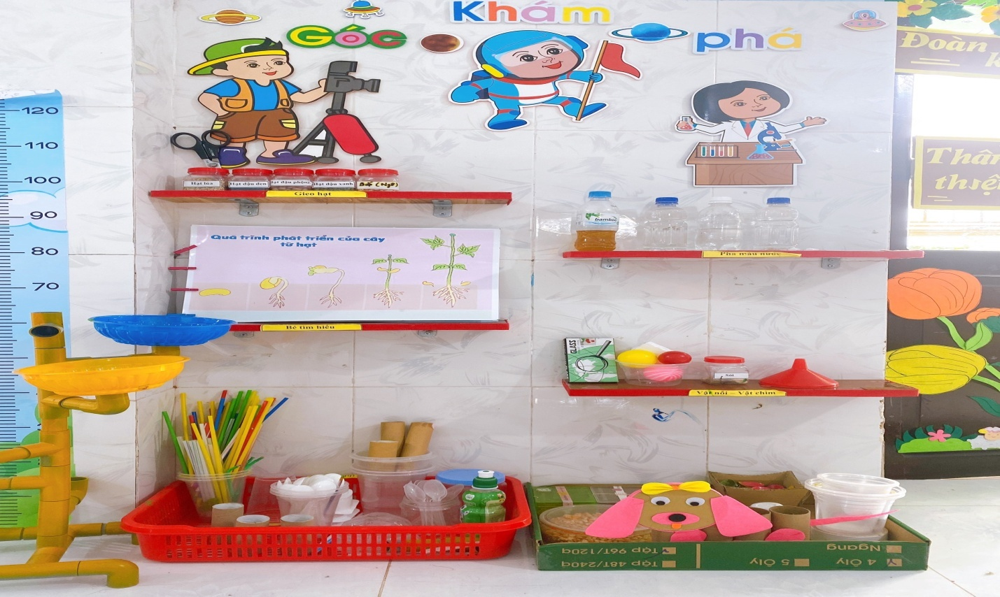 Góc Khám phá
Đoàn
Thân
thiện
120
110
100
90
80
70
Hạt lúa
Hạt đậu đen
Hạt đậu phộng
Hạt đậu xanh
Bắp (Ngô)
Gieo hạt
Quá trình phát triển của cây
từ hạt
Bé tìm hiểu
bamboo
Pha màu nước
GLASS
Sỏi
Vật nổi - Vật chìm
Tập 96T/120g
Tập 48T/240g
5 Ôly
4 Ôly
Ngang